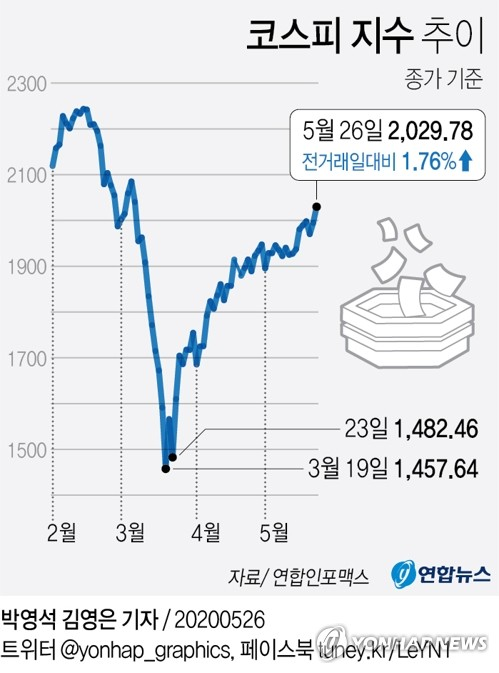 코스피 지수 추이
종가 기준
2300
5월 26일 2,029.78
전거래일대비 1.76%
2100
1900
1700
23일 1,482.46
1500
3월 19일 1,457.64
2월 3월 4월 5월
자료/ 연합인포맥스 연합뉴스
박영석 김영은 기자 / 20200526
트위터 @yonhap_graphics, 페이스북 tuney.kr/LeYN1
YONHAPNEWS